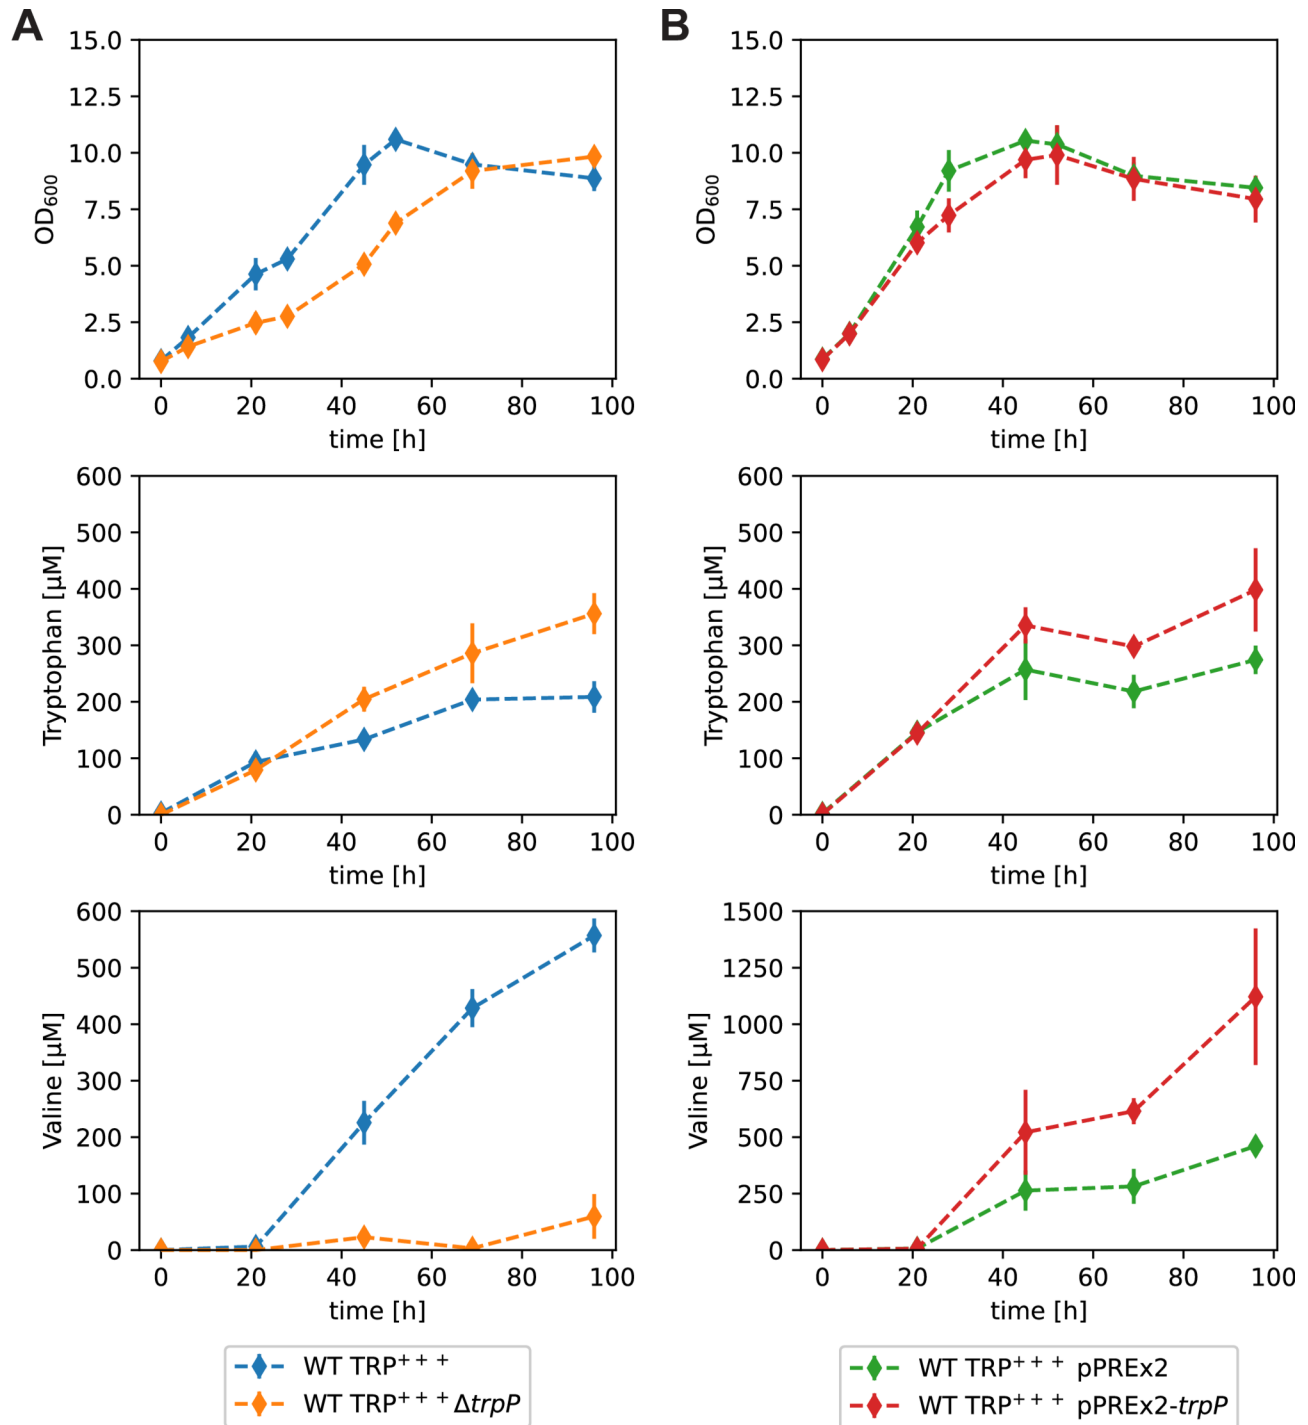 A
15.0
12.5
10.0
7.5
5.0
2.5
0.0
OD₆₀₀
0 20 40 60 80 100
time [h]
600
500
400
300
200
100
0
Tryptophan [µM]
0 20 40 60 80 100
time [h]
600
500
400
300
200
100
0
Valine [µM]
0 20 40 60 80 100
time [h]
WT TRP⁺⁺⁺
WT TRP⁺⁺⁺ ΔtrpP
B
15.0
12.5
10.0
7.5
5.0
2.5
0.0
OD₆₀₀
0 20 40 60 80 100
time [h]
600
500
400
300
200
100
0
Tryptophan [µM]
0 20 40 60 80 100
time [h]
1500
1250
1000
750
500
250
0
Valine [µM]
0 20 40 60 80 100
time [h]
WT TRP⁺⁺⁺ pPREx2
WT TRP⁺⁺⁺ pPREx2-trpP